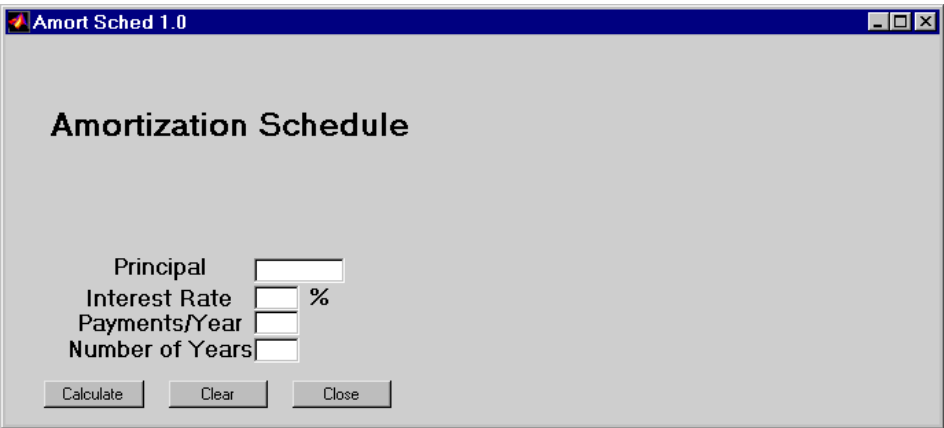 Amort Sched 1.0
Amortization Schedule
Principal
Interest Rate %
Payments/Year
Number of Years
Calculate Clear Close